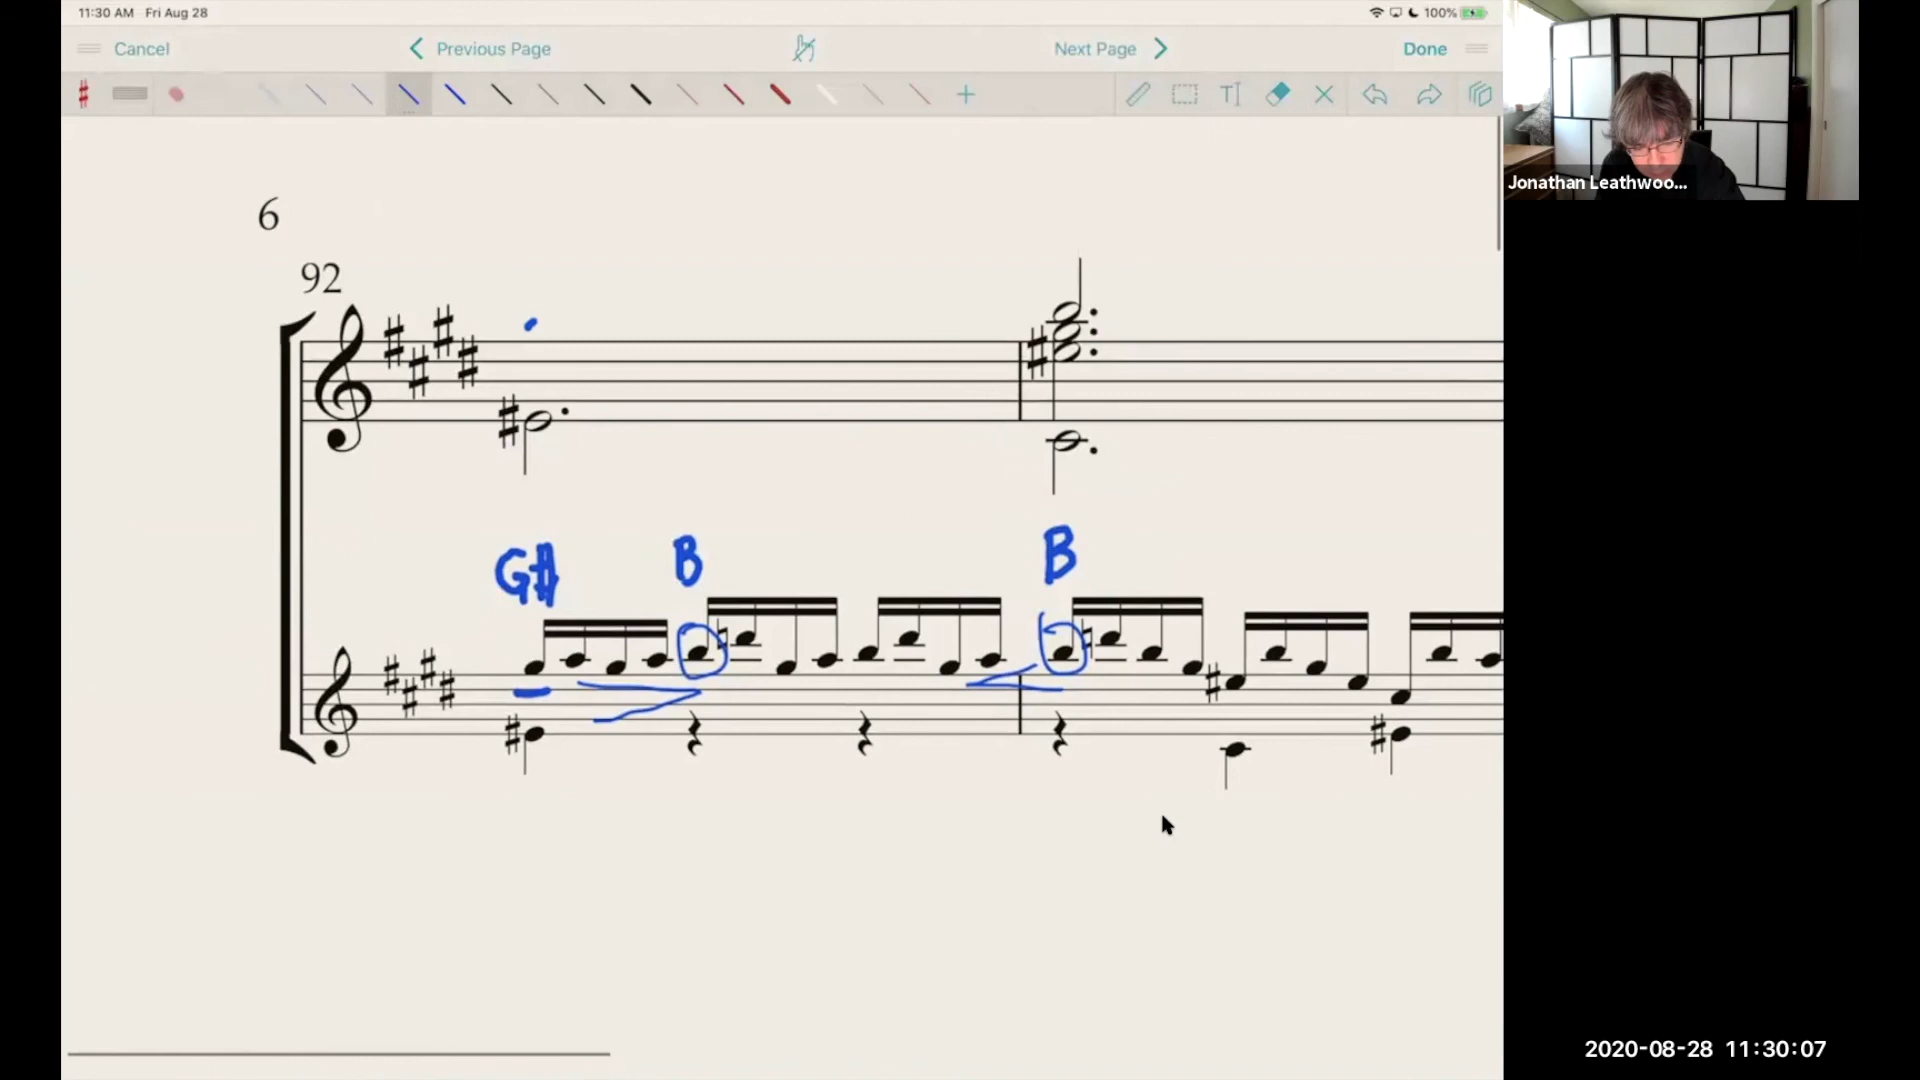 11:30 AM Fri Aug 28
100%
Cancel
Previous Page
Next Page
Done
T
Jonathan Leathwoo...
6
92
G# B B
2020-08-28 11:30:07